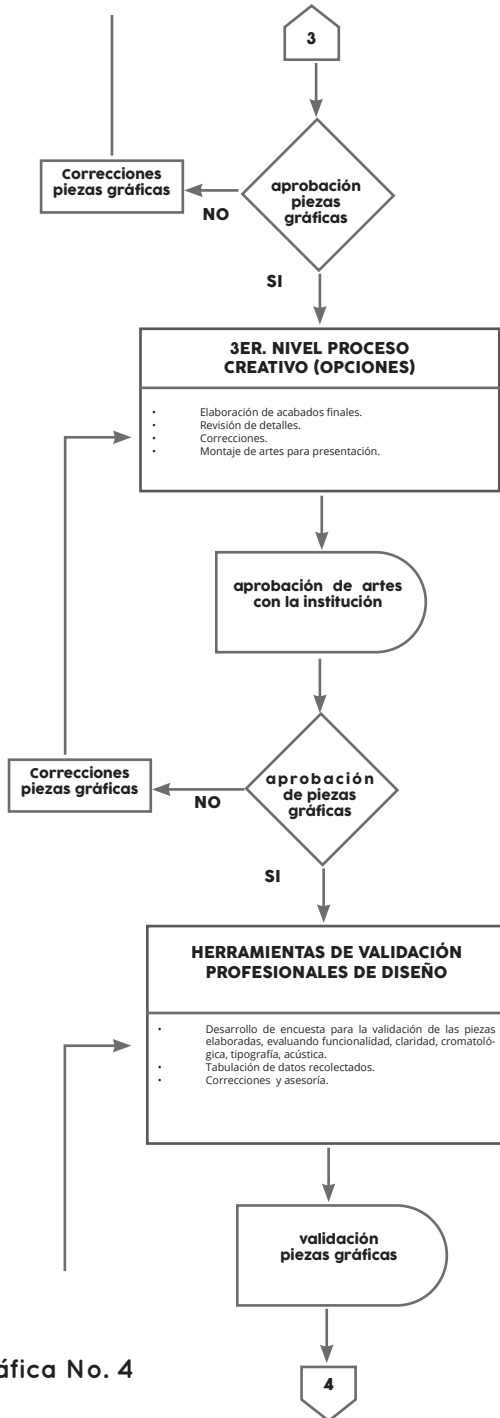 3
aprobación
piezas
gráficas
Correcciones
piezas gráficas
NO
SI
3ER. NIVEL PROCESO
CREATIVO (OPCIONES)
• Elaboración de acabados finales.
• Revisión de detalles.
• Correcciones.
• Montaje de artes para presentación.
aprobación de artes
con la institución
aprobación
de piezas
gráficas
Correcciones
piezas gráficas
NO
SI
HERRAMIENTAS DE VALIDACIÓN
PROFESIONALES DE DISEÑO
• Desarrollo de encuesta para la validación de las piezas
elaboradas, evaluando funcionalidad, claridad, cromatoló-
gica, tipografía, acústica.
• Tabulación de datos recolectados.
• Correcciones y asesoría.
validación
piezas gráficas
áfica No. 4
4